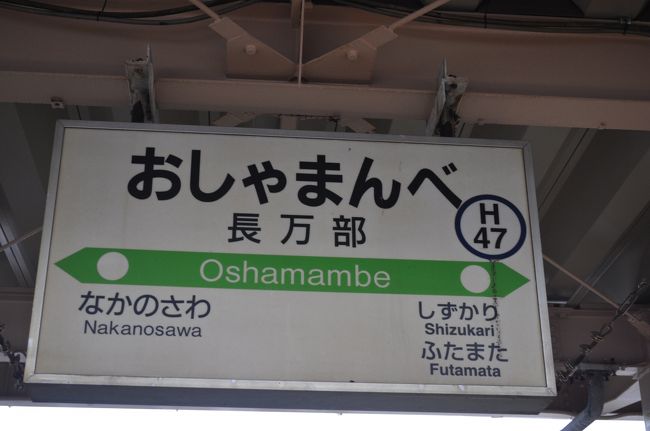 おしゃまんべ
長万部
H
47
Oshamambe
なかのさわ
Nakanosawa
しずかり
Shizukari
ふたまた
Futamata